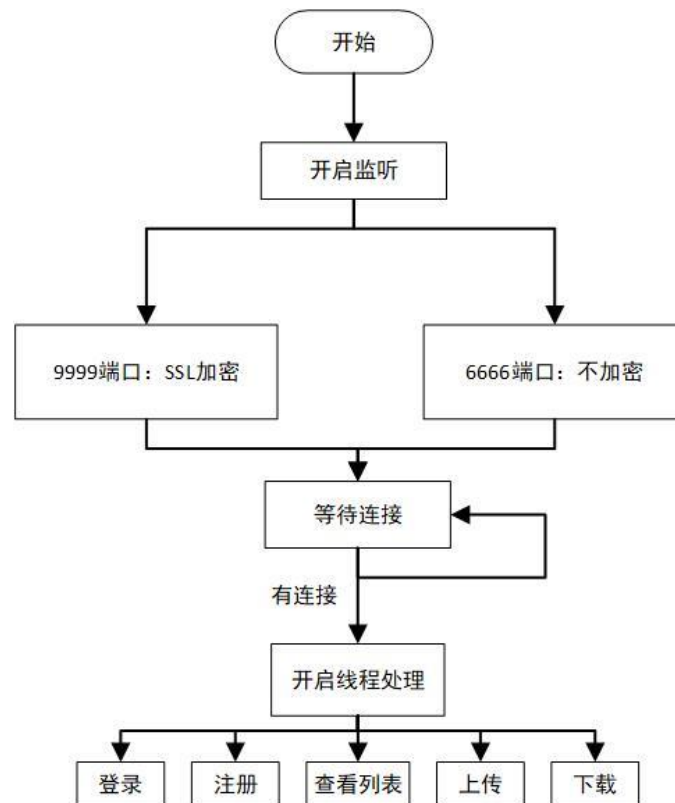 开始
开启监听
9999端口：SSL加密
6666端口：不加密
等待连接
有连接
开启线程处理
登录
注册
查看列表
上传
下载